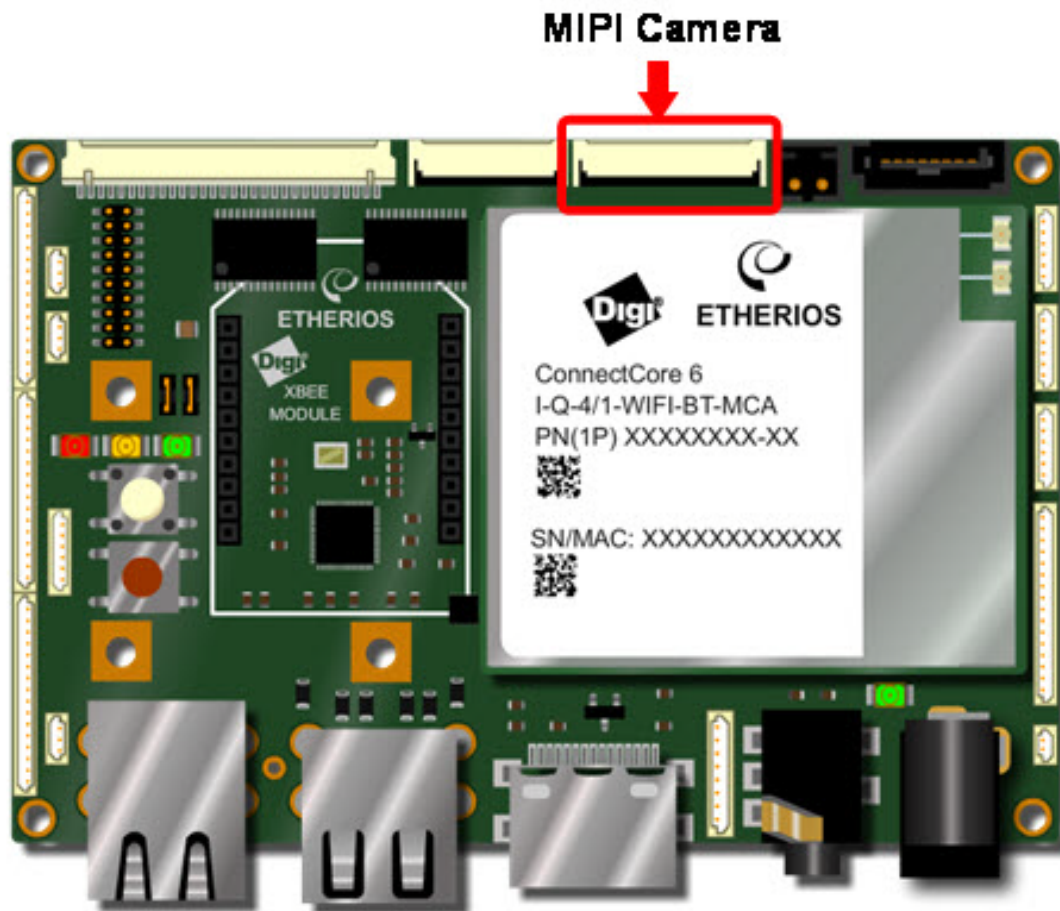 MIPI Camera
Digi®
ETHERIOS
ConnectCore 6
I-Q-4/1-WIFI-BT-MCA
PN(1P) XXXXXXXX-XX
SN/MAC: XXXXXXXXXXXX
ETHERIOS
Digi®
XBEE
MODULE